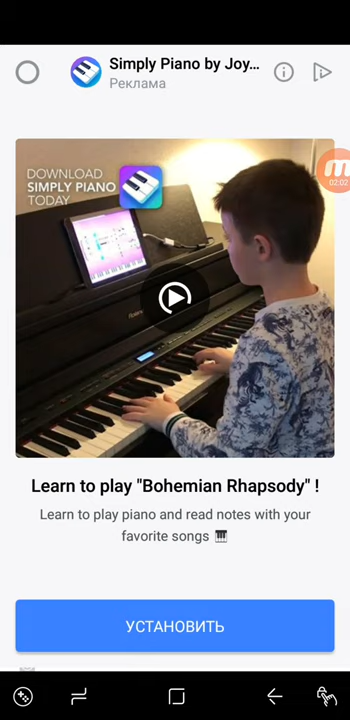 Simply Piano by Joy...
Реклама
DOWNLOAD
SIMPLY PIANO
TODAY
02:02
Roland
Learn to play "Bohemian Rhapsody" !
Learn to play piano and read notes with your
favorite songs 🎹
УСТАНОВИТЬ